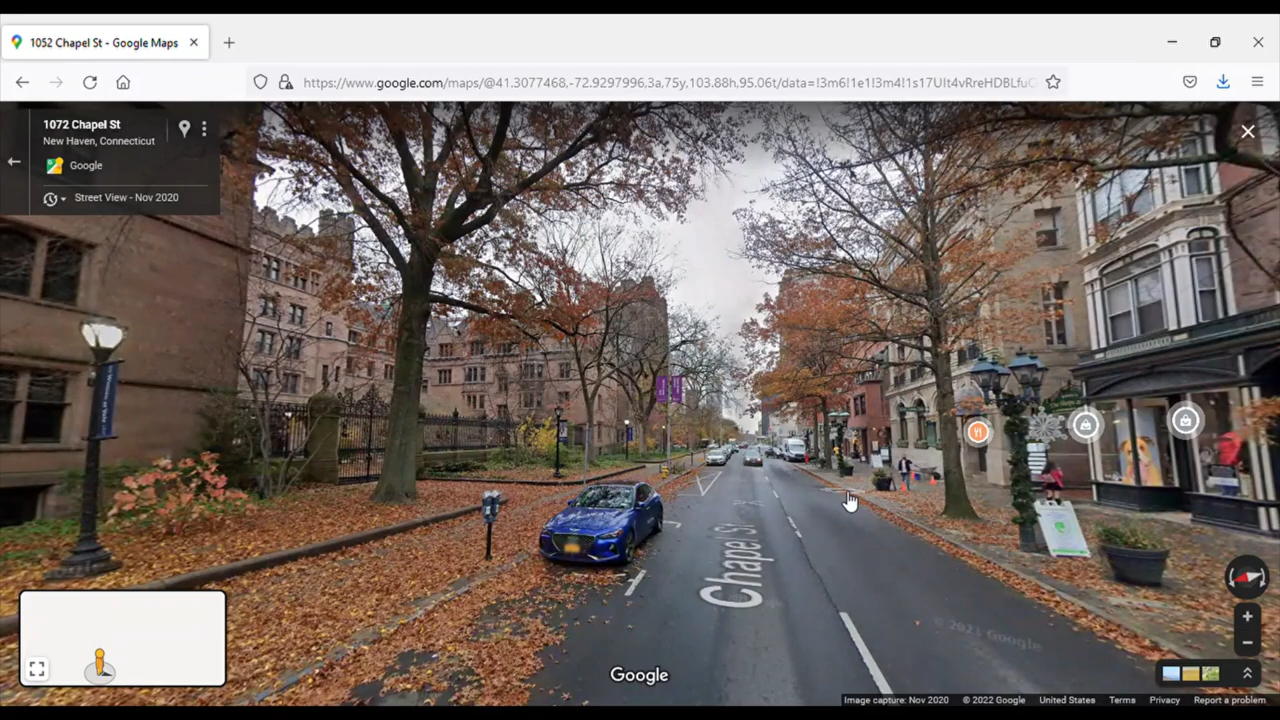 1052 Chapel St - Google Maps
https://www.google.com/maps/@41.3077468,-72.9297996,3a,75y,103.88h,95.06t/data=!3m6!1e1!3m4!1s17UIt4vRreHDBLfu
1072 Chapel St
New Haven, Connecticut
Google
Street View - Nov 2020
Chapel St
© 2021 Google
Google
Image capture: Nov 2020 © 2022 Google United States Terms Privacy Report a problem